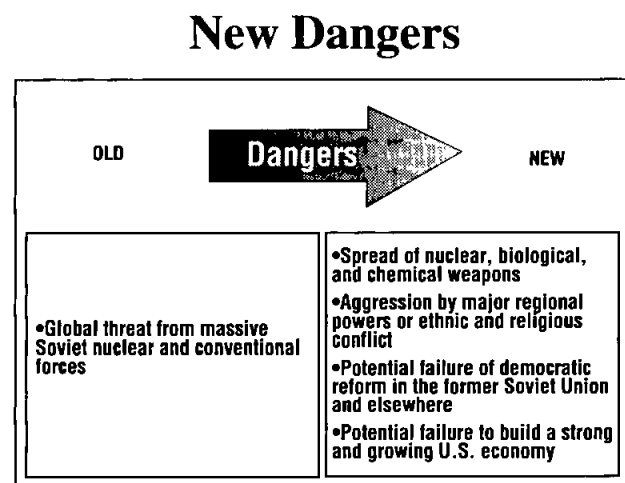 New Dangers
OLD
Dangers
NEW
•Global threat from massive
Soviet nuclear and conventional
forces
•Spread of nuclear, biological,
and chemical weapons
•Aggression by major regional
powers or ethnic and religious
conflict
•Potential failure of democratic
reform in the former Soviet Union
and elsewhere
•Potential failure to build a strong
and growing U.S. economy